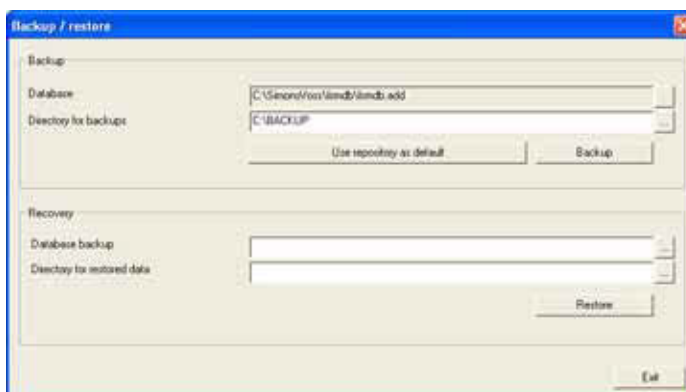 Backup / restore
Backup
Database
C:\SimonsVoss\lsmdb\lsmdb.add
...
Directory for backups
C:\BACKUP
...
Use repository as default
Backup
Recovery
Database backup
...
Directory for restored data
...
Restore
Exit